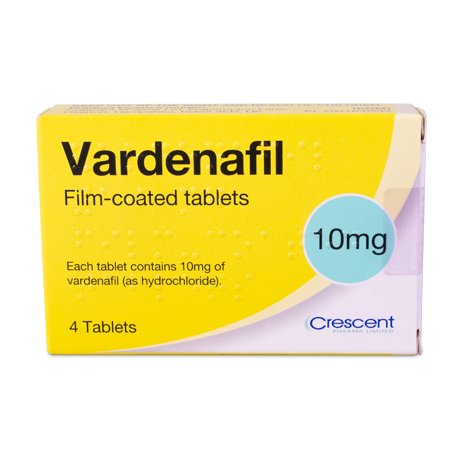 Vardenafil
Film-coated tablets
10mg
Each tablet contains 10mg of
vardenafil (as hydrochloride).
4 Tablets
Crescent
PHARMA LIMITED